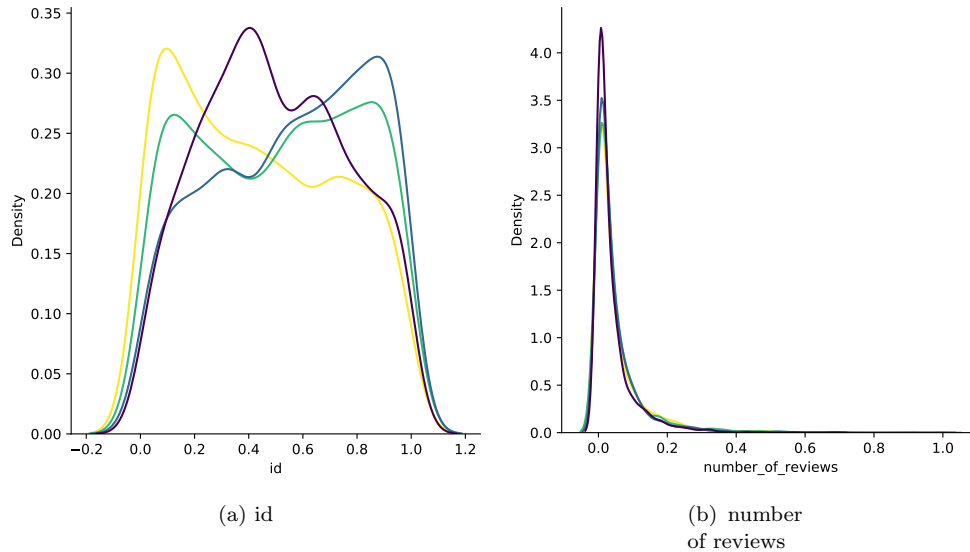 0.35
0.30
0.25
0.20
0.15
0.10
0.05
0.00
Density
−0.2 0.0 0.2 0.4 0.6 0.8 1.0 1.2
id
(a) id
4.0
3.5
3.0
2.5
2.0
1.5
1.0
0.5
0.0
Density
0.0 0.2 0.4 0.6 0.8 1.0
number_of_reviews
(b) number
of reviews